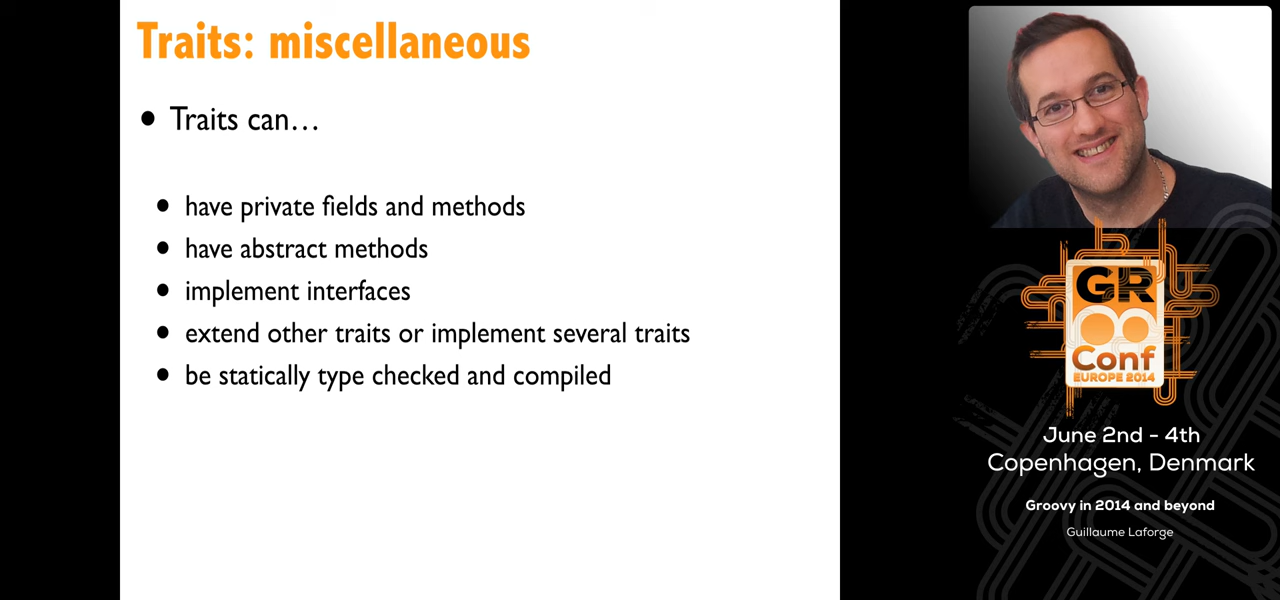 Traits: miscellaneous
• Traits can…
• have private fields and methods
• have abstract methods
• implement interfaces
• extend other traits or implement several traits
• be statically type checked and compiled
GR
Conf
EUROPE 2014
June 2nd - 4th
Copenhagen, Denmark
Groovy in 2014 and beyond
Guillaume Laforge